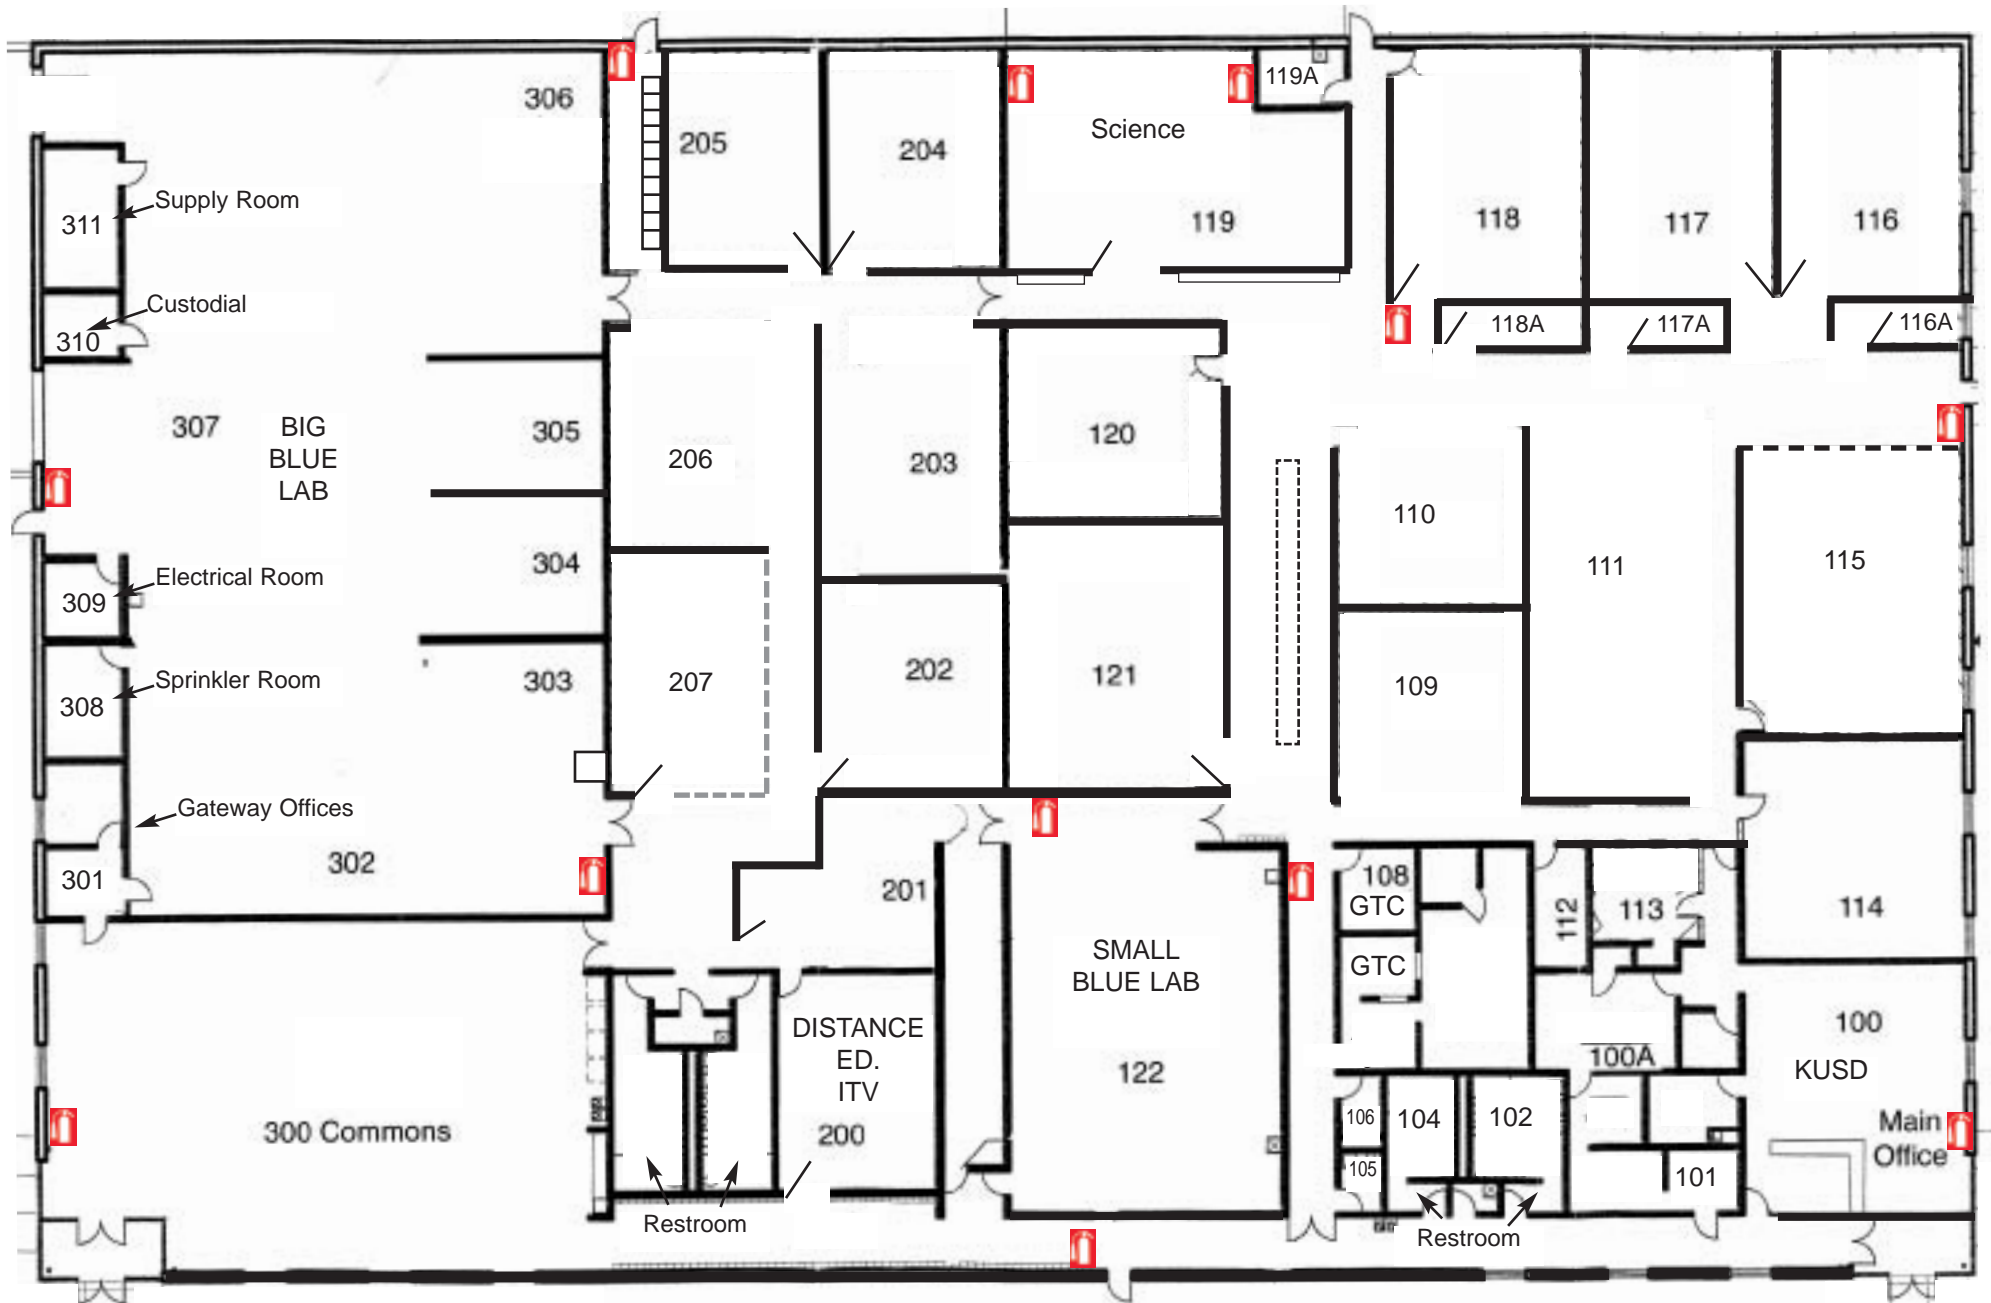 306
205
204
Science
119A
119
118
117
116
311
Supply Room
310
Custodial
118A
117A
116A
307
BIG
BLUE
LAB
305
206
203
120
110
111
115
304
309
Electrical Room
303
207
202
121
109
308
Sprinkler Room
Gateway Offices
301
302
201
108
GTC
GTC
112
113
114
SMALL
BLUE LAB
122
DISTANCE
ED.
ITV
200
100A
100
KUSD
Main
Office
300 Commons
106
105
104
102
101
Restroom
Restroom